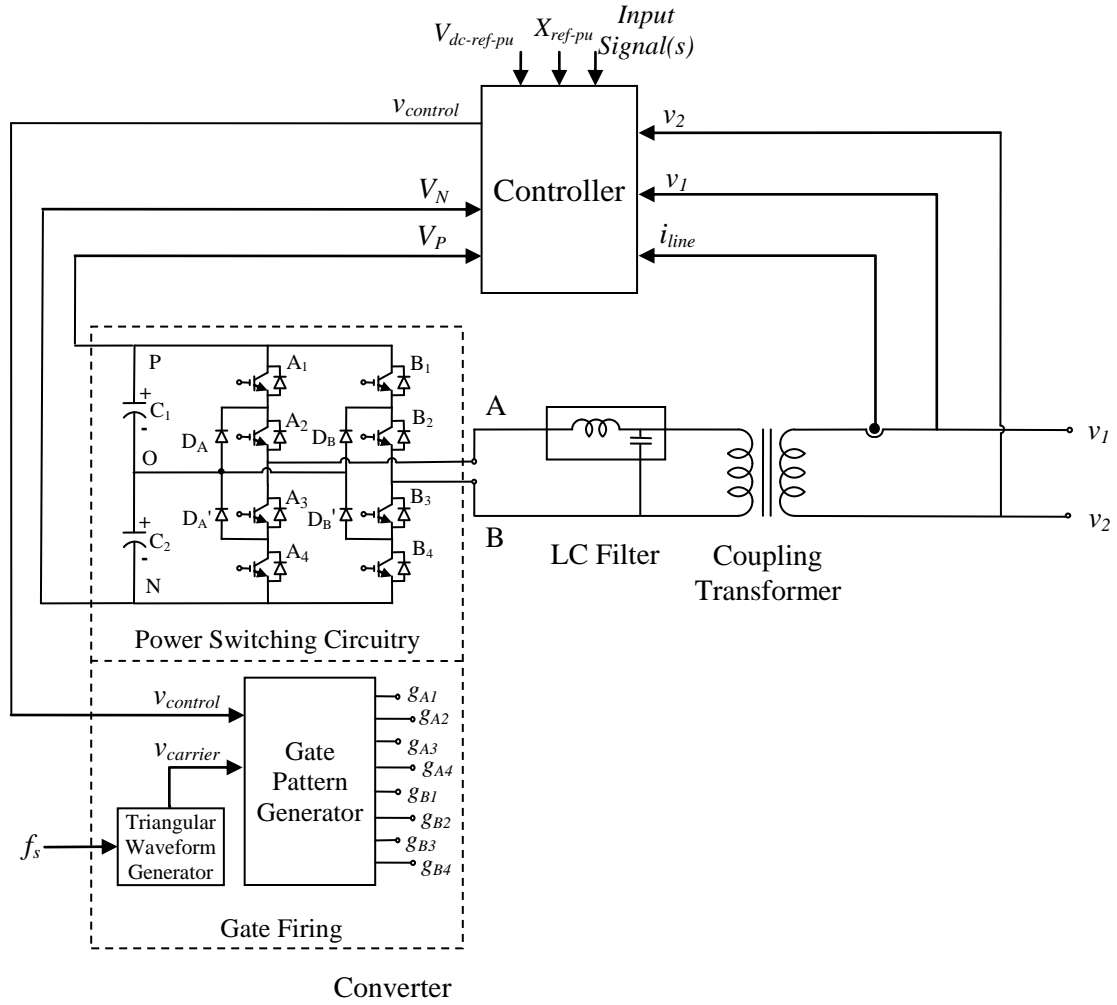 V_dc-ref-pu
X_ref-pu
Input
Signal(s)
v_control
v_2
Controller
v_1
V_N
V_P
i_line
P
A_1
B_1
+
C_1
-
A_2
B_2
D_A
D_B
A
O
v_1
+
C_2
-
D_A'
A_3
D_B'
B_3
v_2
A_4
B_4
B
N
LC Filter
Coupling
Transformer
Power Switching Circuitry
v_control
v_carrier
Gate
Pattern
Generator
g_A1
g_A2
g_A3
g_A4
g_B1
g_B2
g_B3
g_B4
f_s
Triangular
Waveform
Generator
Gate Firing
Converter